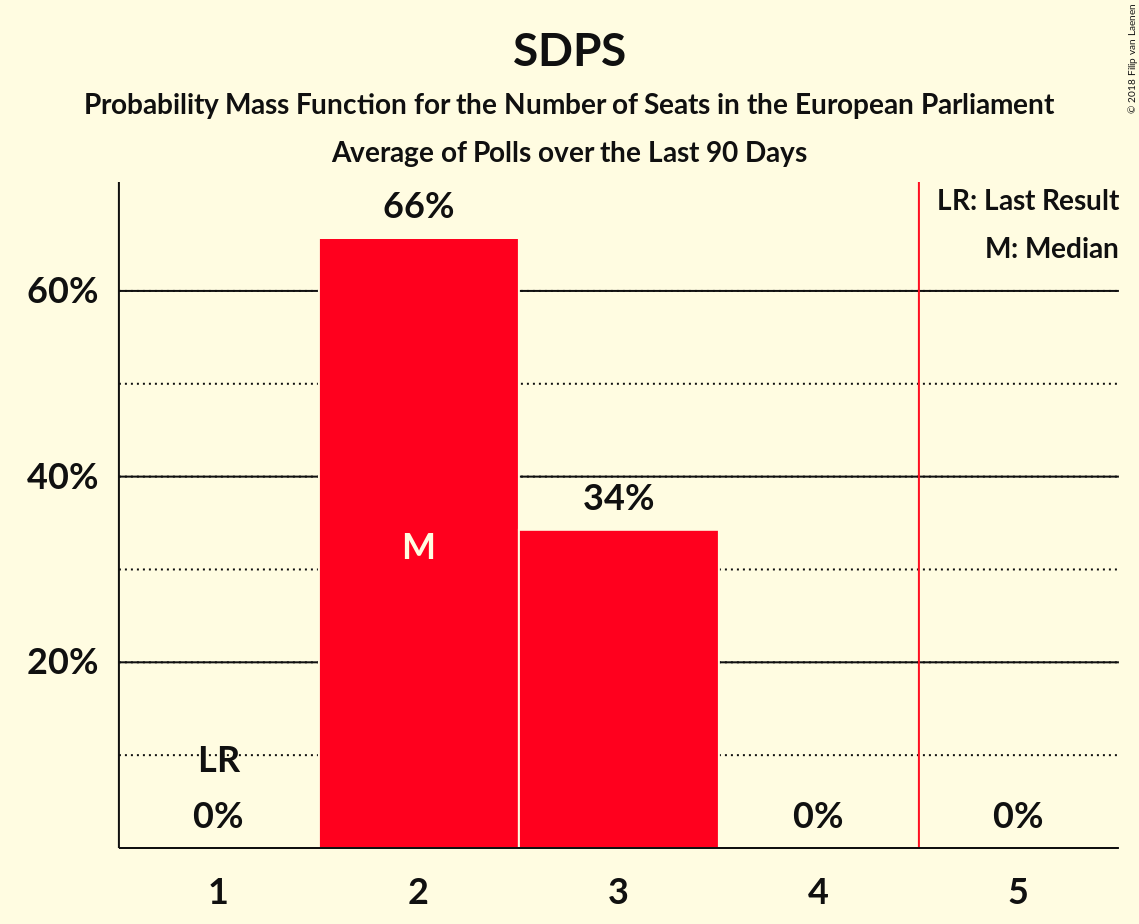 SDPS
Probability Mass Function for the Number of Seats in the European Parliament
Average of Polls over the Last 90 Days
© 2018 Filip van Laenen
LR: Last Result
M: Median
66%
60%
40%
34%
M
20%
LR
0%
0%
0%
1
2
3
4
5